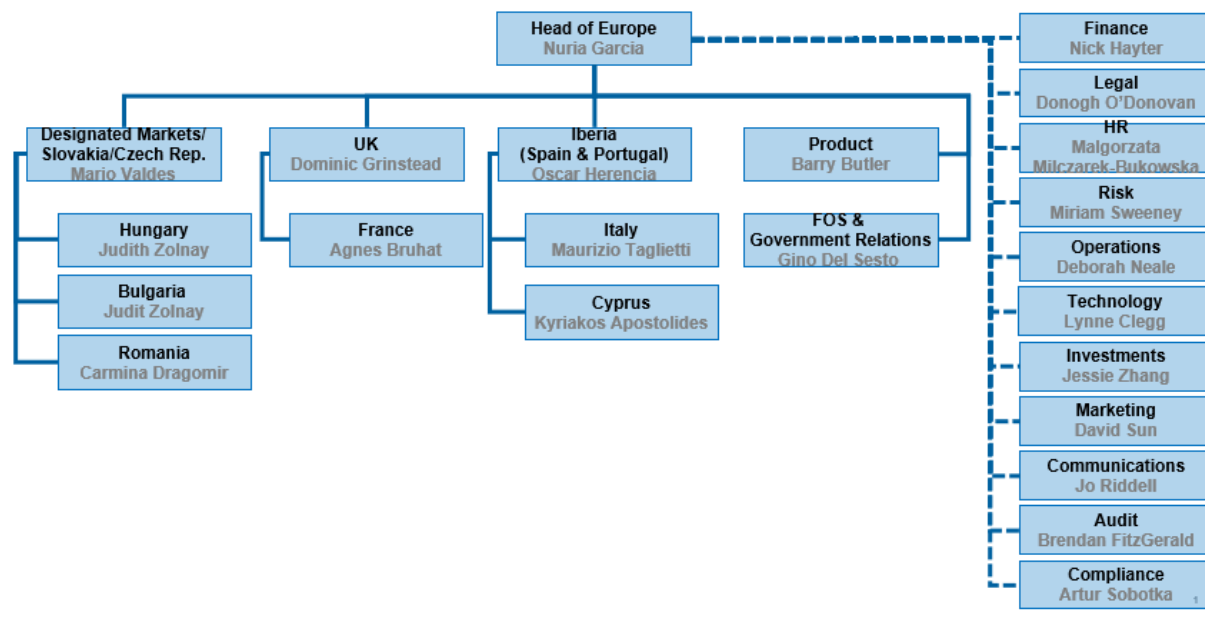 Head of Europe
Nuria Garcia
Designated Markets/
Slovakia/Czech Rep.
Mario Valdes
Hungary
Judith Zolnay
Bulgaria
Judit Zolnay
Romania
Carmina Dragomir
UK
Dominic Grinstead
France
Agnes Bruhat
Iberia
(Spain & Portugal)
Oscar Herencia
Italy
Maurizio Taglietti
Cyprus
Kyriakos Apostolides
Product
Barry Butler
FOS &
Government Relations
Gino Del Sesto
Finance
Nick Hayter
Legal
Donogh O'Donovan
HR
Malgorzata
Milczarek-Bukowska
Risk
Miriam Sweeney
Operations
Deborah Neale
Technology
Lynne Clegg
Investments
Jessie Zhang
Marketing
David Sun
Communications
Jo Riddell
Audit
Brendan FitzGerald
Compliance
Artur Sobotka
1